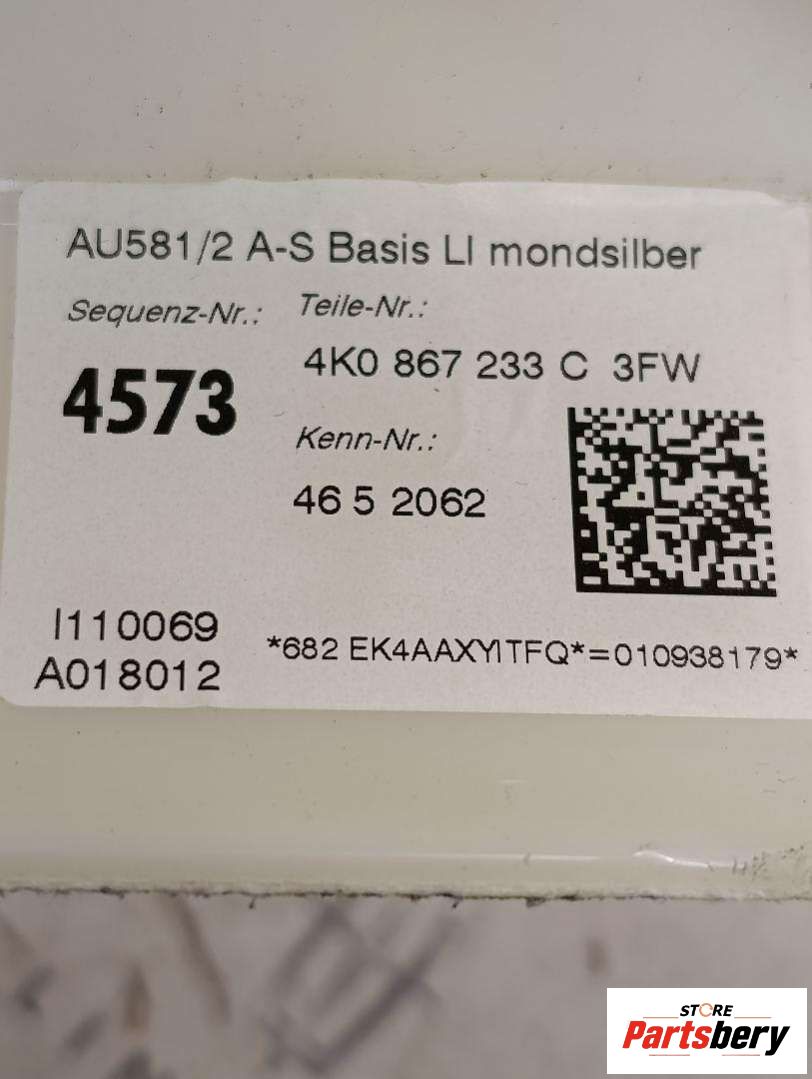 AU581/2 A-S Basis LI mondsilber
Sequenz-Nr.:
4573
Teile-Nr.:
4K0 867 233 C 3FW
Kenn-Nr.:
46 5 2062
I110069
A018012
*682 EK4AAXYITFQ*=010938179*
STORE
Partsbery